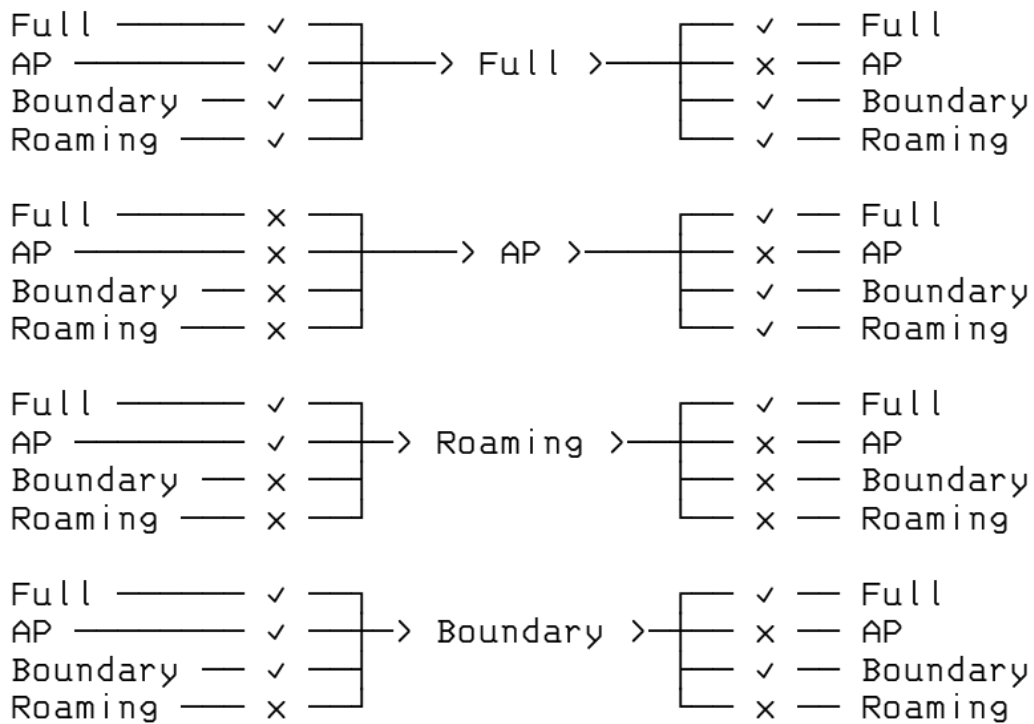 Full ────── ✓ ──┐             ┌── ✓ ── Full
AP ──────── ✓ ──┼───> Full >──┼── × ── AP
Boundary ── ✓ ──┤             ├── ✓ ── Boundary
Roaming ─── ✓ ──┘             └── ✓ ── Roaming
Full ────── × ──┐             ┌── ✓ ── Full
AP ──────── × ──┼────> AP >───┼── × ── AP
Boundary ── × ──┤             ├── ✓ ── Boundary
Roaming ─── × ──┘             └── ✓ ── Roaming
Full ────── ✓ ──┐             ┌── ✓ ── Full
AP ──────── ✓ ──┼─> Roaming >─┼── × ── AP
Boundary ── × ──┤             ├── × ── Boundary
Roaming ─── × ──┘             └── × ── Roaming
Full ────── ✓ ──┐             ┌── ✓ ── Full
AP ──────── ✓ ──┼─> Boundary >┼── × ── AP
Boundary ── ✓ ──┤             ├── ✓ ── Boundary
Roaming ─── × ──┘             └── × ── Roaming